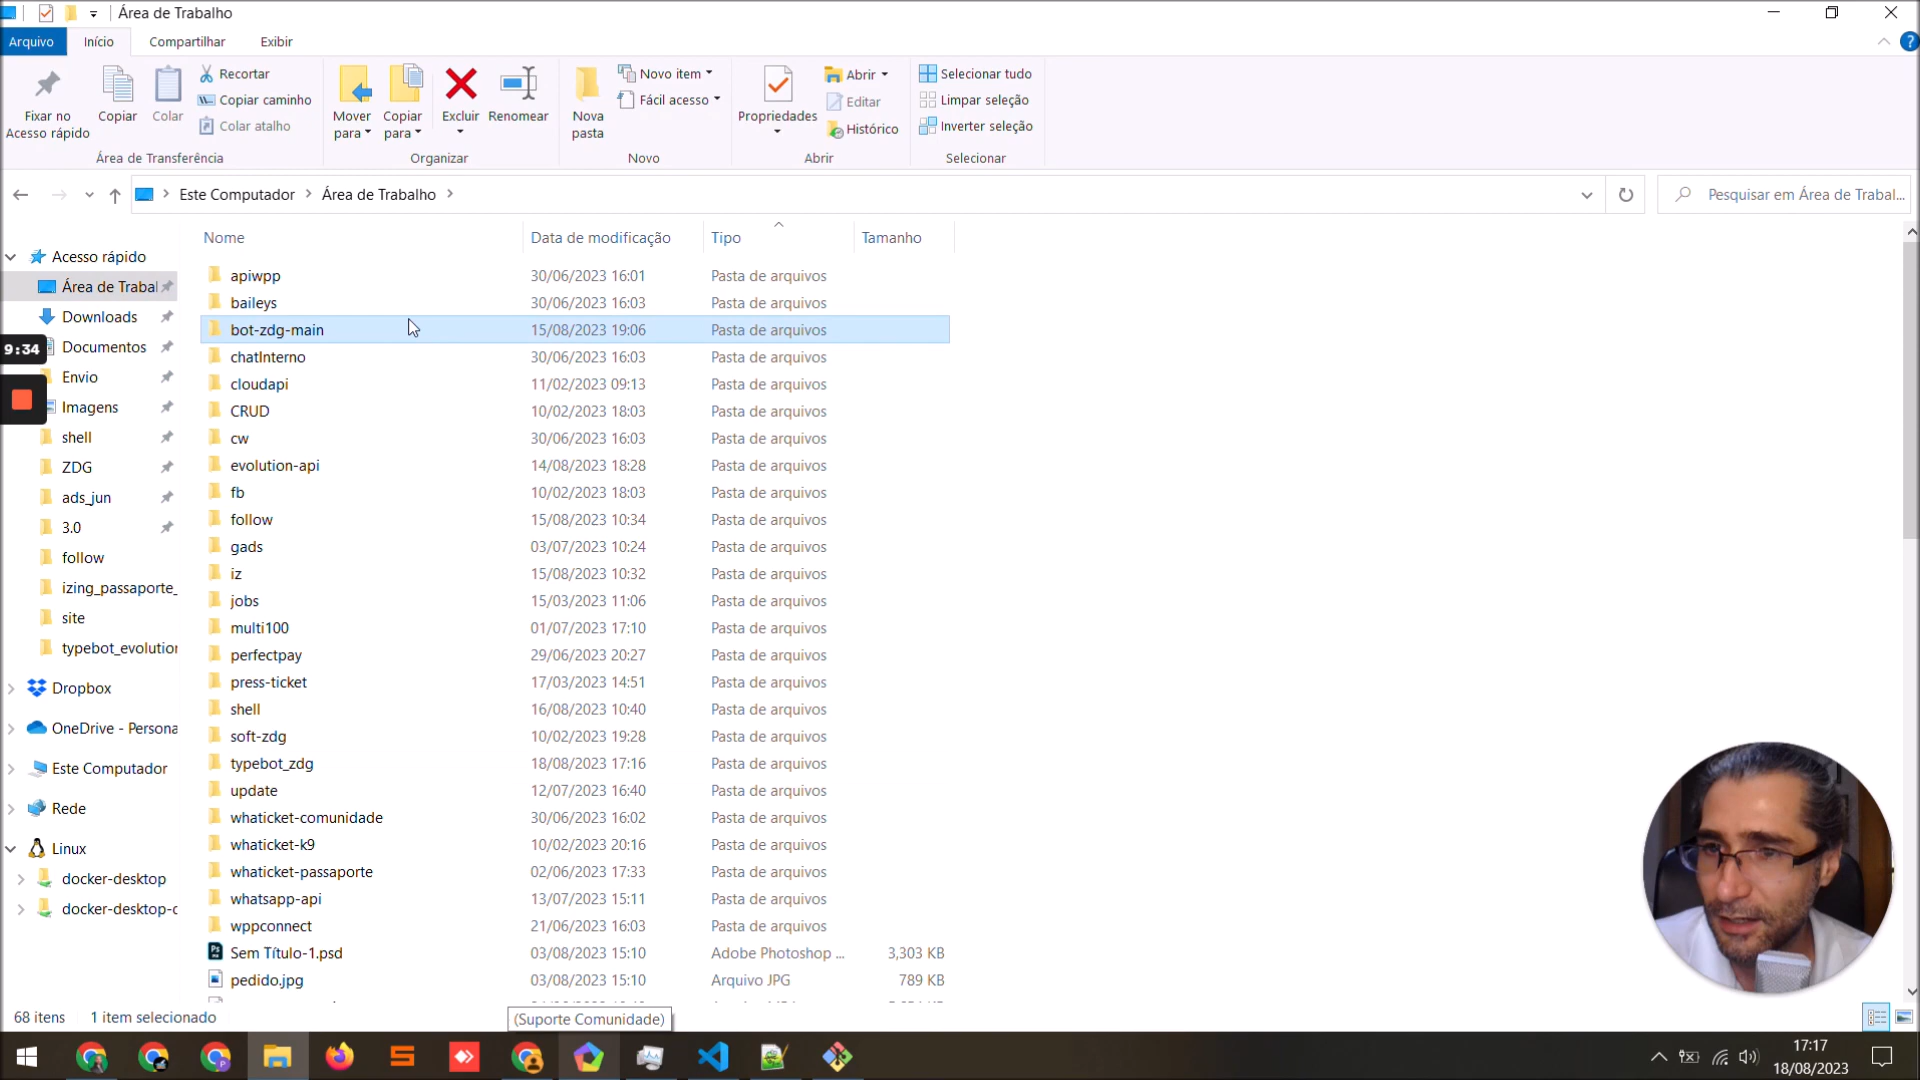 Área de Trabalho
Arquivo Início Compartilhar Exibir
Fixar no Acesso rápido
Copiar
Colar
Recortar
Copiar caminho
Colar atalho
Mover para
Copiar para
Excluir
Renomear
Nova pasta
Novo item
Fácil acesso
Propriedades
Abrir
Editar
Histórico
Selecionar tudo
Limpar seleção
Inverter seleção
Área de Transferência Organizar Novo Abrir Selecionar
Este Computador Área de Trabalho
Pesquisar em Área de Trabal...
Acesso rápido
Área de Trabal
Downloads
Documentos
Envio
Imagens
shell
ZDG
ads_jun
3.0
follow
izing_passaporte_
site
typebot_evolution
Dropbox
OneDrive - Persona
Este Computador
Rede
Linux
docker-desktop
docker-desktop-c
9:34
Nome Data de modificação Tipo Tamanho
apiwpp 30/06/2023 16:01 Pasta de arquivos
baileys 30/06/2023 16:03 Pasta de arquivos
bot-zdg-main 15/08/2023 19:06 Pasta de arquivos
chatInterno 30/06/2023 16:03 Pasta de arquivos
cloudapi 11/02/2023 09:13 Pasta de arquivos
CRUD 10/02/2023 18:03 Pasta de arquivos
cw 30/06/2023 16:03 Pasta de arquivos
evolution-api 14/08/2023 18:28 Pasta de arquivos
fb 10/02/2023 18:03 Pasta de arquivos
follow 15/08/2023 10:34 Pasta de arquivos
gads 03/07/2023 10:24 Pasta de arquivos
iz 15/08/2023 10:32 Pasta de arquivos
jobs 15/03/2023 11:06 Pasta de arquivos
multi100 01/07/2023 17:10 Pasta de arquivos
perfectpay 29/06/2023 20:27 Pasta de arquivos
press-ticket 17/03/2023 14:51 Pasta de arquivos
shell 16/08/2023 10:40 Pasta de arquivos
soft-zdg 10/02/2023 19:28 Pasta de arquivos
typebot_zdg 18/08/2023 17:16 Pasta de arquivos
update 12/07/2023 16:40 Pasta de arquivos
whaticket-comunidade 30/06/2023 16:02 Pasta de arquivos
whaticket-k9 10/02/2023 20:16 Pasta de arquivos
whaticket-passaporte 02/06/2023 17:33 Pasta de arquivos
whatsapp-api 13/07/2023 15:11 Pasta de arquivos
wppconnect 21/06/2023 16:03 Pasta de arquivos
Sem Título-1.psd 03/08/2023 15:10 Adobe Photoshop ... 3,303 KB
pedido.jpg 03/08/2023 15:10 Arquivo JPG 789 KB
68 itens 1 item selecionado
(Suporte Comunidade)
17:17
18/08/2023